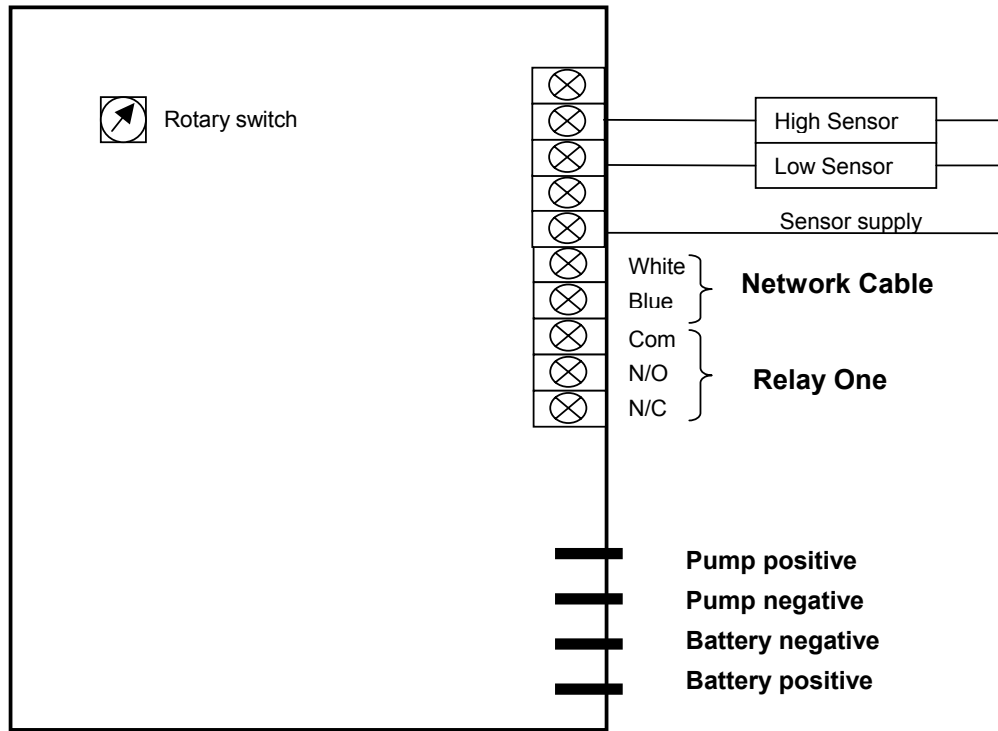 Rotary switch
High Sensor
Low Sensor
Sensor supply
White
Blue
Network Cable
Com
N/O
N/C
Relay One
Pump positive
Pump negative
Battery negative
Battery positive